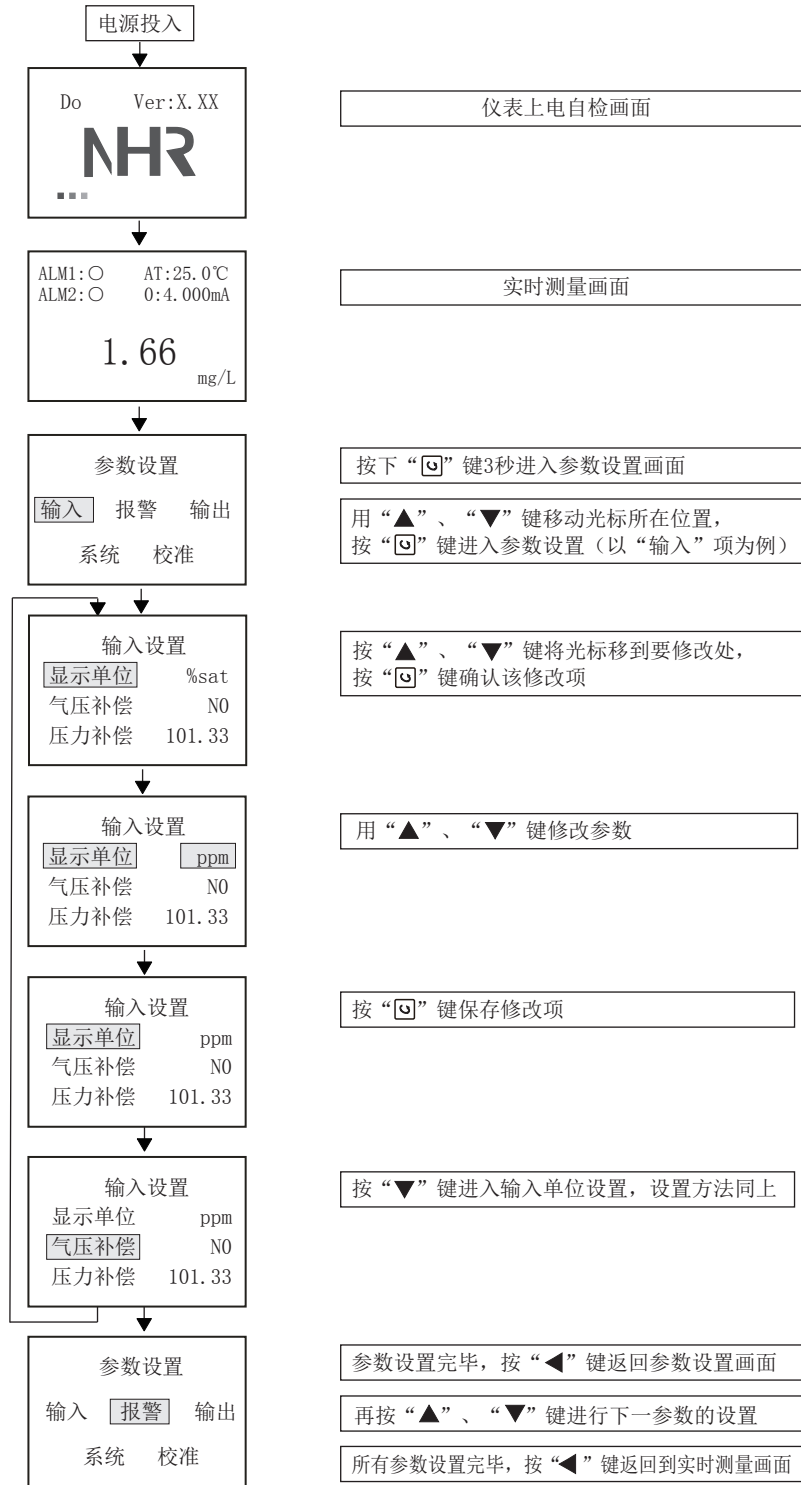 电源投入
Do Ver:X.XX
NHR
仪表上电自检画面
ALM1:○ AT:25.0℃
ALM2:○ 0:4.000mA
1.66
mg/L
实时测量画面
参数设置
输入 报警 输出
系统 校准
按下“”键3秒进入参数设置画面
用“▲”、“▼”键移动光标所在位置,
按“”键进入参数设置（以“输入”项为例）
输入设置
显示单位 %sat
气压补偿 NO
压力补偿 101.33
按“▲”、“▼”键将光标移到要修改处,
按“”键确认该修改项
输入设置
显示单位 ppm
气压补偿 NO
压力补偿 101.33
用“▲”、“▼”键修改参数
输入设置
显示单位 ppm
气压补偿 NO
压力补偿 101.33
按“”键保存修改项
输入设置
显示单位 ppm
气压补偿 NO
压力补偿 101.33
按“▼”键进入输入单位设置，设置方法同上
参数设置
输入 报警 输出
系统 校准
参数设置完毕，按“◀”键返回参数设置画面
再按“▲”、“▼”键进行下一参数的设置
所有参数设置完毕，按“◀”键返回到实时测量画面